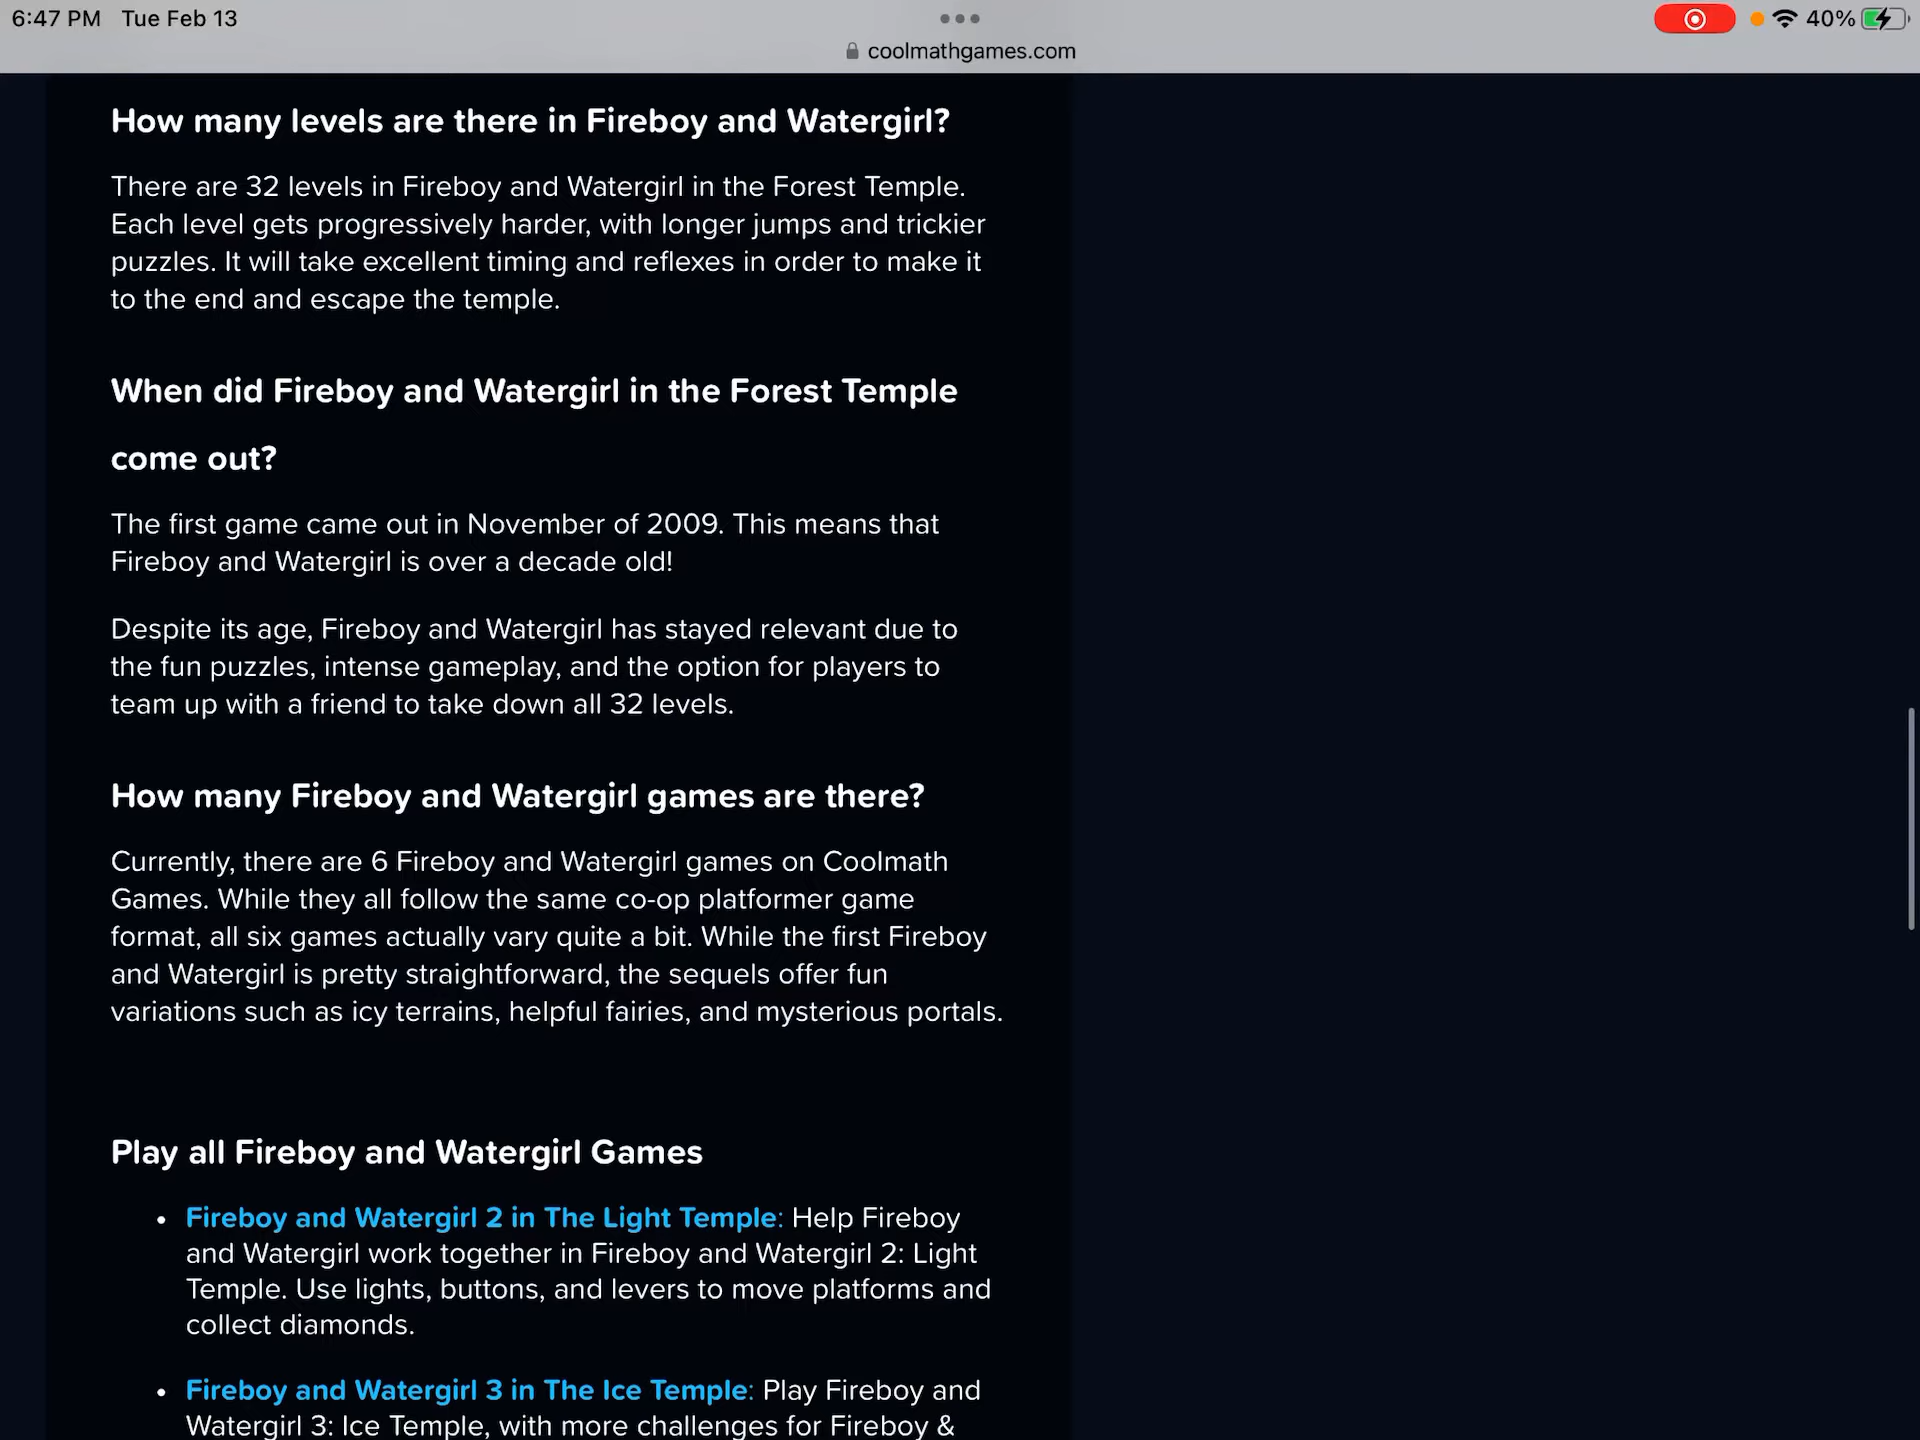 6:47 PM Tue Feb 13
40%
coolmathgames.com
How many levels are there in Fireboy and Watergirl?
There are 32 levels in Fireboy and Watergirl in the Forest Temple.
Each level gets progressively harder, with longer jumps and trickier
puzzles. It will take excellent timing and reflexes in order to make it
to the end and escape the temple.
When did Fireboy and Watergirl in the Forest Temple
come out?
The first game came out in November of 2009. This means that
Fireboy and Watergirl is over a decade old!
Despite its age, Fireboy and Watergirl has stayed relevant due to
the fun puzzles, intense gameplay, and the option for players to
team up with a friend to take down all 32 levels.
How many Fireboy and Watergirl games are there?
Currently, there are 6 Fireboy and Watergirl games on Coolmath
Games. While they all follow the same co-op platformer game
format, all six games actually vary quite a bit. While the first Fireboy
and Watergirl is pretty straightforward, the sequels offer fun
variations such as icy terrains, helpful fairies, and mysterious portals.
Play all Fireboy and Watergirl Games
• Fireboy and Watergirl 2 in The Light Temple: Help Fireboy
and Watergirl work together in Fireboy and Watergirl 2: Light
Temple. Use lights, buttons, and levers to move platforms and
collect diamonds.
• Fireboy and Watergirl 3 in The Ice Temple: Play Fireboy and
Watergirl 3: Ice Temple, with more challenges for Fireboy &